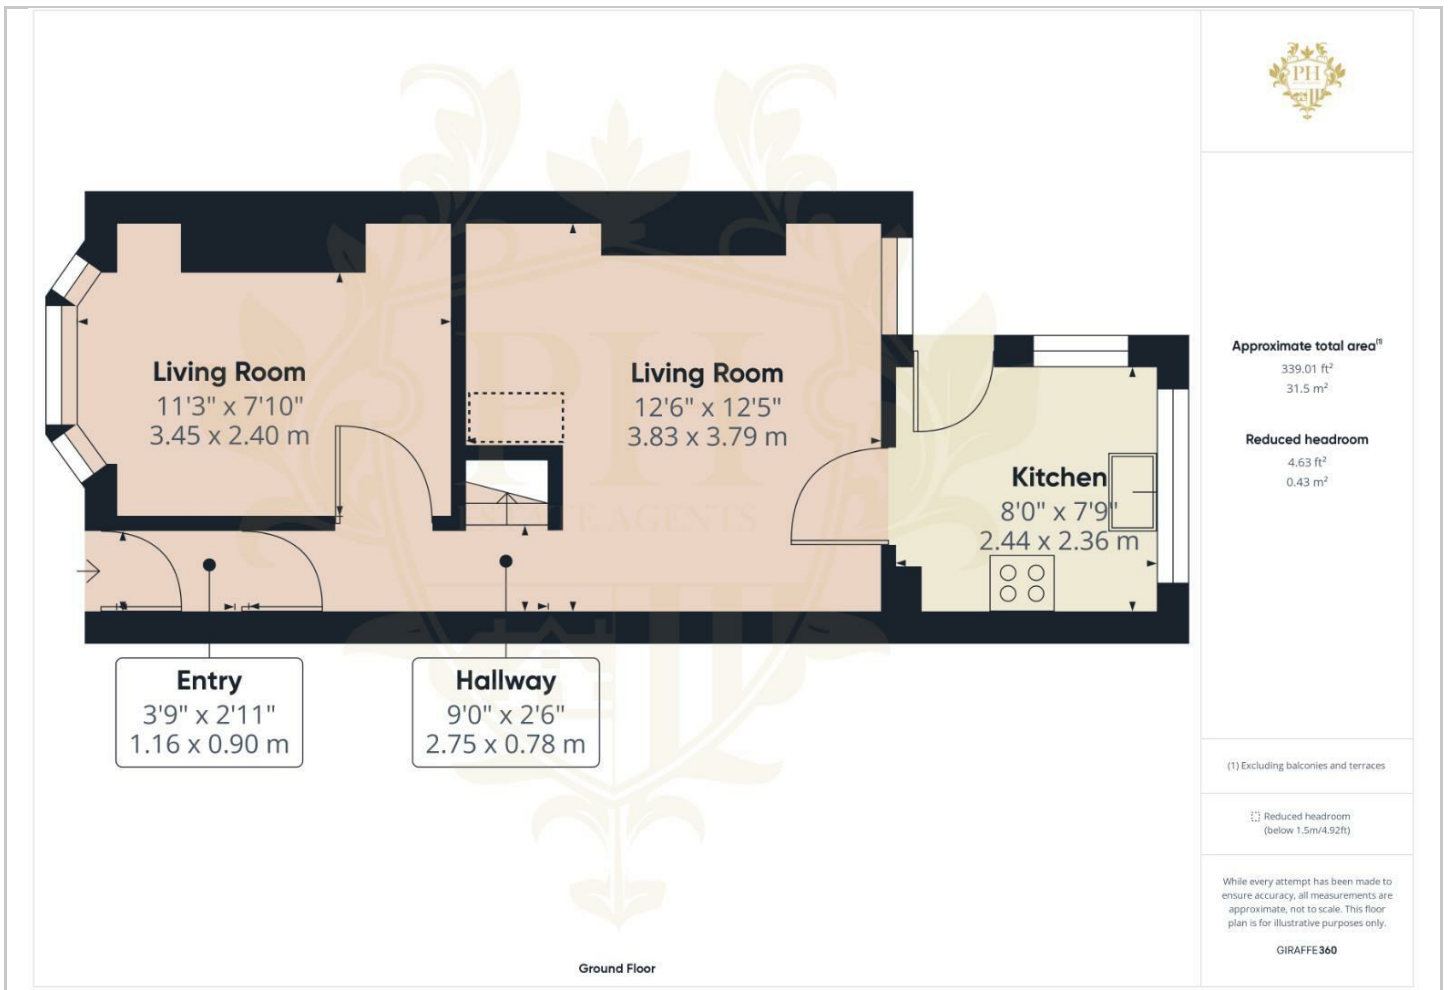 PH
Approximate total area(1)
339.01 ft²
31.5 m²
Reduced headroom
4.63 ft²
0.43 m²
Living Room
11'3" x 7'10"
3.45 x 2.40 m
Living Room
12'6" x 12'5"
3.83 x 3.79 m
Kitchen
8'0" x 7'9"
2.44 x 2.36 m
PH
ESTATE AGENTS
Entry
3'9" x 2'11"
1.16 x 0.90 m
Hallway
9'0" x 2'6"
2.75 x 0.78 m
Ground Floor
(1) Excluding balconies and terraces
Reduced headroom
(below 1.5m/4.92ft)
While every attempt has been made to
ensure accuracy, all measurements are
approximate, not to scale. This floor
plan is for illustrative purposes only.
GIRAFFE360